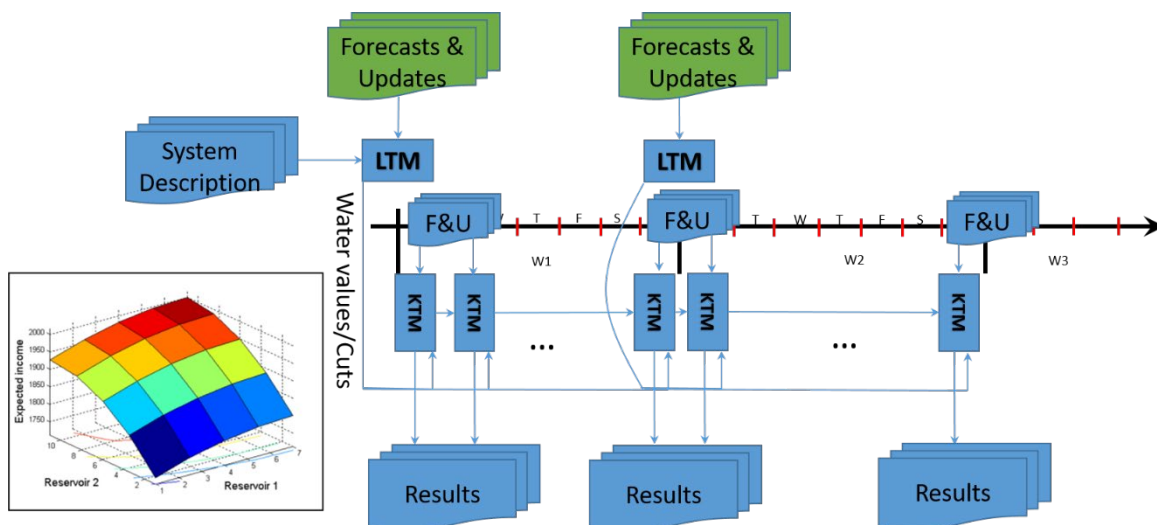 Forecasts &
Updates
Forecasts &
Updates
System
Description
LTM
LTM
Water values/Cuts
F&U
T
F
S
F&U
T
W
T
F
S
F&U
W1
W2
W3
KTM
KTM
KTM
KTM
KTM
...
...
Expected income
2000
1950
1900
1850
1800
1750
10
8
6
4
2
1
2
3
4
5
6
7
Reservoir 2
Reservoir 1
Results
Results
Results